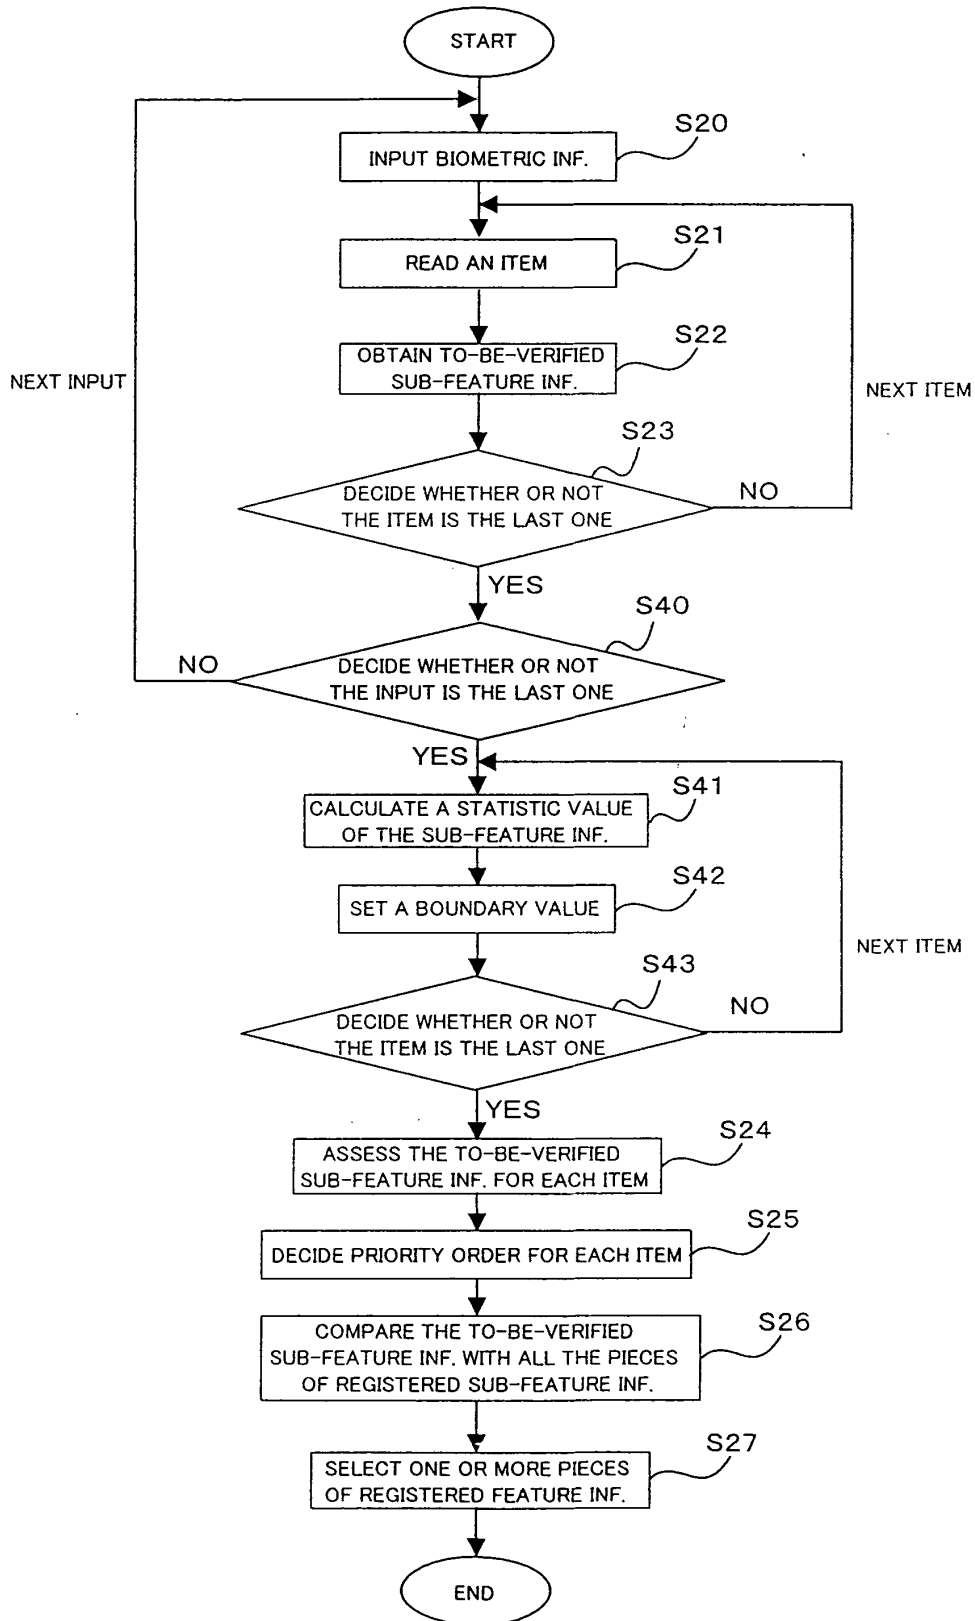 START
S20
INPUT BIOMETRIC INF.
S21
READ AN ITEM
S22
OBTAIN TO-BE-VERIFIED
SUB-FEATURE INF.
NEXT INPUT
NEXT ITEM
S23
DECIDE WHETHER OR NOT
THE ITEM IS THE LAST ONE
NO
YES
S40
DECIDE WHETHER OR NOT
THE INPUT IS THE LAST ONE
NO
YES
S41
CALCULATE A STATISTIC VALUE
OF THE SUB-FEATURE INF.
S42
SET A BOUNDARY VALUE
NEXT ITEM
S43
DECIDE WHETHER OR NOT
THE ITEM IS THE LAST ONE
NO
YES
S24
ASSESS THE TO-BE-VERIFIED
SUB-FEATURE INF. FOR EACH ITEM
S25
DECIDE PRIORITY ORDER FOR EACH ITEM
S26
COMPARE THE TO-BE-VERIFIED
SUB-FEATURE INF. WITH ALL THE PIECES
OF REGISTERED SUB-FEATURE INF.
S27
SELECT ONE OR MORE PIECES
OF REGISTERED FEATURE INF.
END